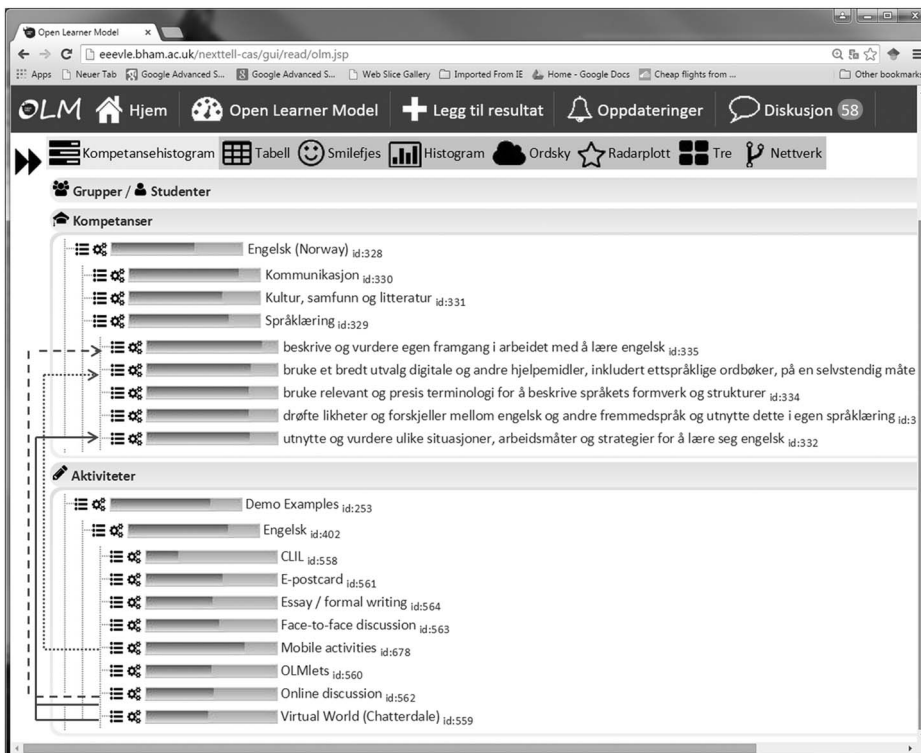 Open Learner Model
eeevle.bham.ac.uk/nexttell-cas/gui/read/olm.jsp
Apps Neuer Tab Google Advanced S... Google Advanced S... Web Slice Gallery Imported From IE Home - Google Docs Cheap flights from ... Other bookmarks
OLM Hjem Open Learner Model Legg til resultat Oppdateringer Diskusjon 58
Kompetansehistogram Tabell Smilefjes Histogram Ordsky Radarplott Tre Nettverk
Grupper / Studenter
Kompetanser
Engelsk (Norway) id:328
Kommunikasjon id:330
Kultur, samfunn og litteratur id:331
Språklæring id:329
beskrive og vurdere egen framgang i arbeidet med å lære engelsk id:335
bruke et bredt utvalg digitale og andre hjelpemidler, inkludert ettspråklige ordbøker, på en selvstendig måte
bruke relevant og presis terminologi for å beskrive språkets formverk og strukturer id:334
drøfte likheter og forskjeller mellom engelsk og andre fremmedspråk og utnytte dette i egen språklæring id:3
utnytte og vurdere ulike situasjoner, arbeidsmåter og strategier for å lære seg engelsk id:332
Aktiviteter
Demo Examples id:253
Engelsk id:402
CLIL id:558
E-postcard id:561
Essay / formal writing id:564
Face-to-face discussion id:563
Mobile activities id:678
OLMlets id:560
Online discussion id:562
Virtual World (Chatterdale) id:559